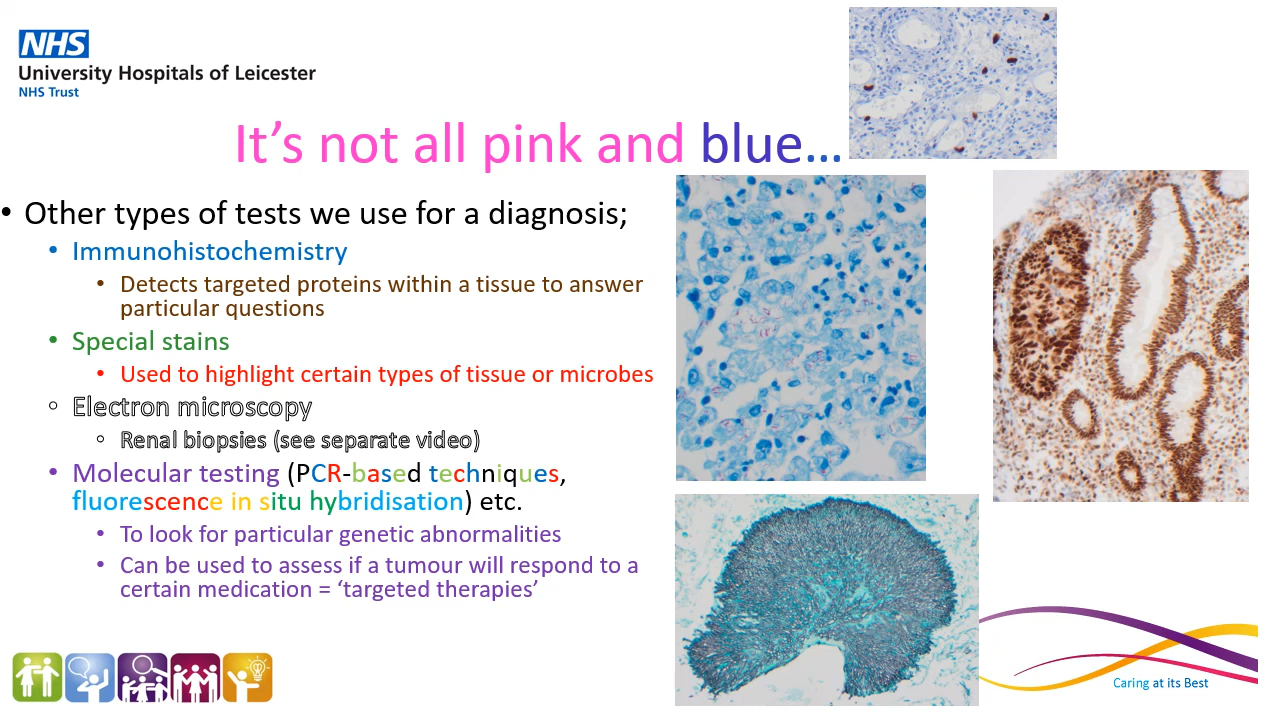 NHS
University Hospitals of Leicester
NHS Trust
It's not all pink and blue...
• Other types of tests we use for a diagnosis;
• Immunohistochemistry
• Detects targeted proteins within a tissue to answer
particular questions
• Special stains
• Used to highlight certain types of tissue or microbes
○ Electron microscopy
○ Renal biopsies (see separate video)
• Molecular testing (PCR-based techniques,
fluorescence in situ hybridisation) etc.
• To look for particular genetic abnormalities
• Can be used to assess if a tumour will respond to a
certain medication = ‘targeted therapies’
Caring at its Best